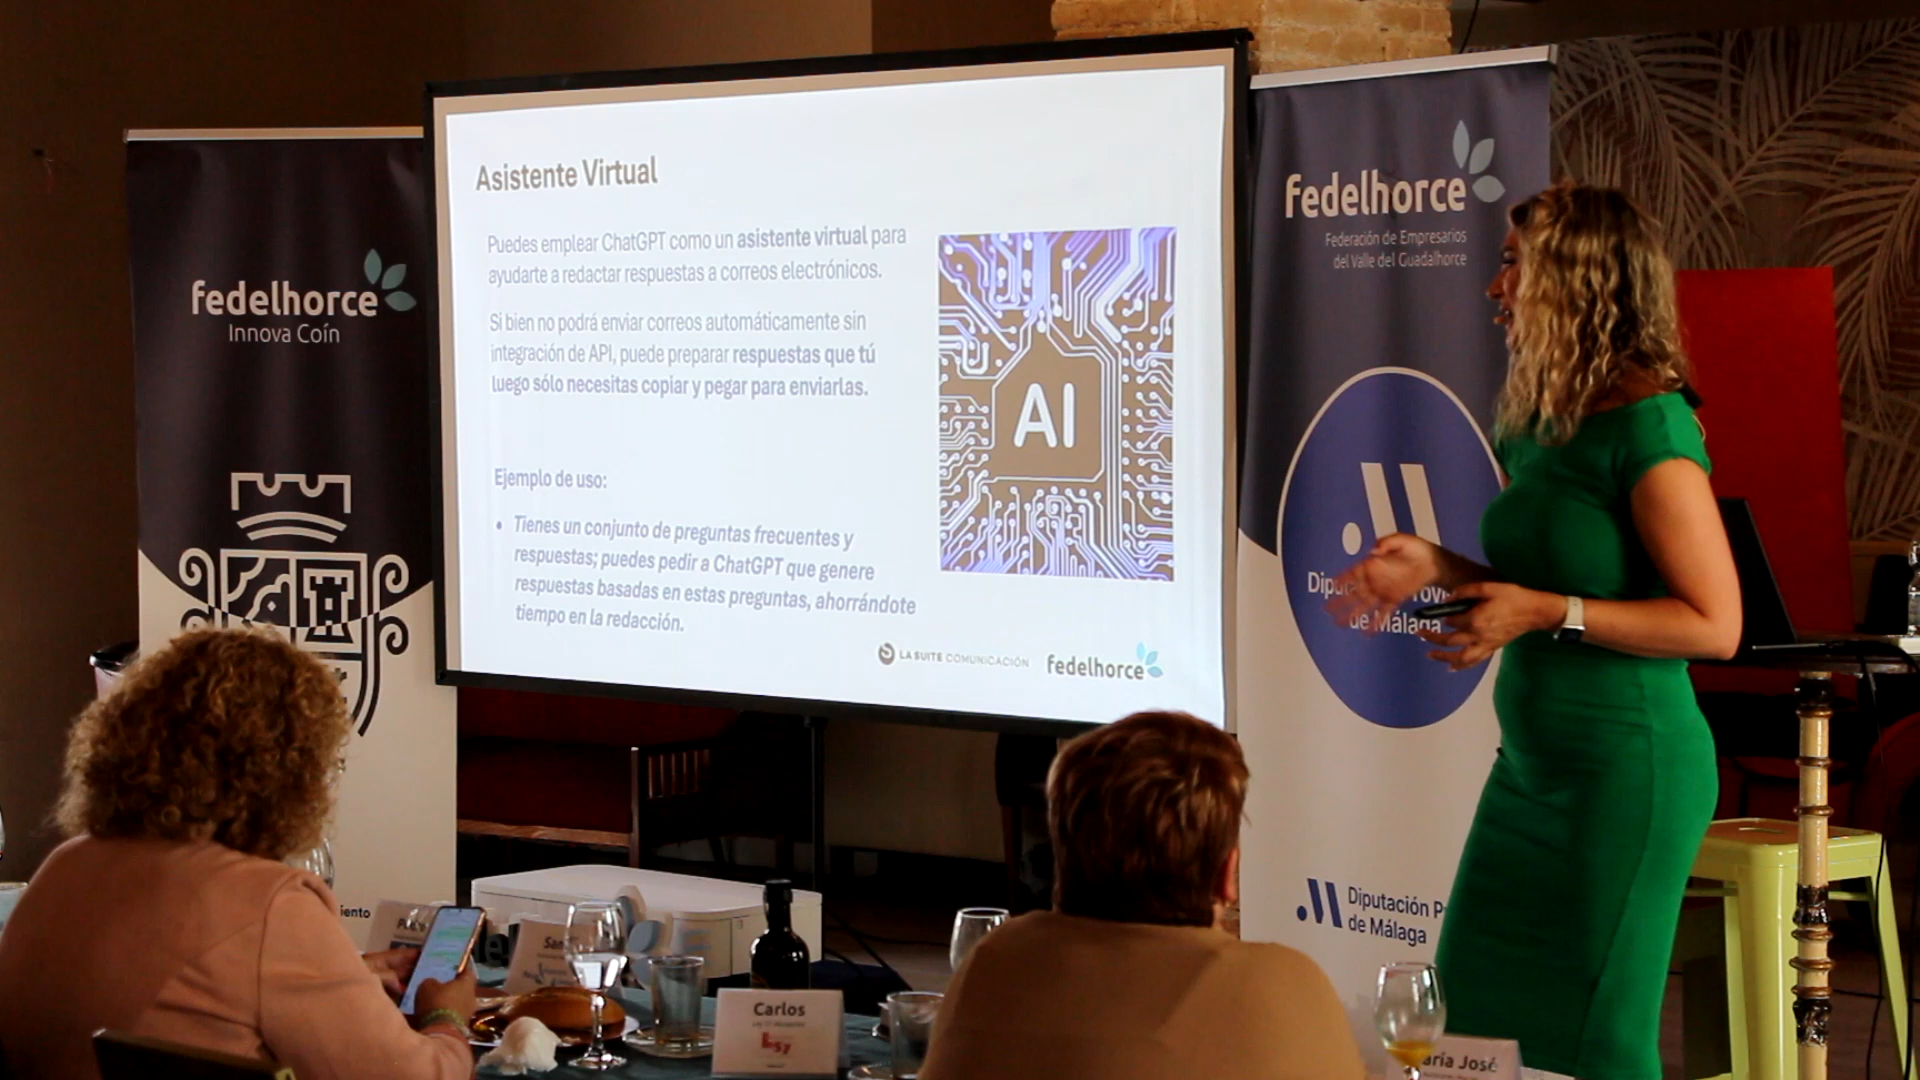 fedelhorce
Innova Coín
Asistente Virtual
Puedes emplear ChatGPT como un asistente virtual para
ayudarte a redactar respuestas a correos electrónicos.
Si bien no podrá enviar correos automáticamente sin
integración de API, puede preparar respuestas que tú
luego sólo necesitas copiar y pegar para enviarlas.
Ejemplo de uso:
• Tienes un conjunto de preguntas frecuentes y
respuestas; puedes pedir a ChatGPT que genere
respuestas basadas en estas preguntas, ahorrándote
tiempo en la redacción.
AI
LA SUITE COMUNICACIÓN
fedelhorce
fedelhorce
Federación de Empresarios
del Valle del Guadalhorce
de Málaga
Diputación P
de Málaga
iento
San
Carlos
aría José